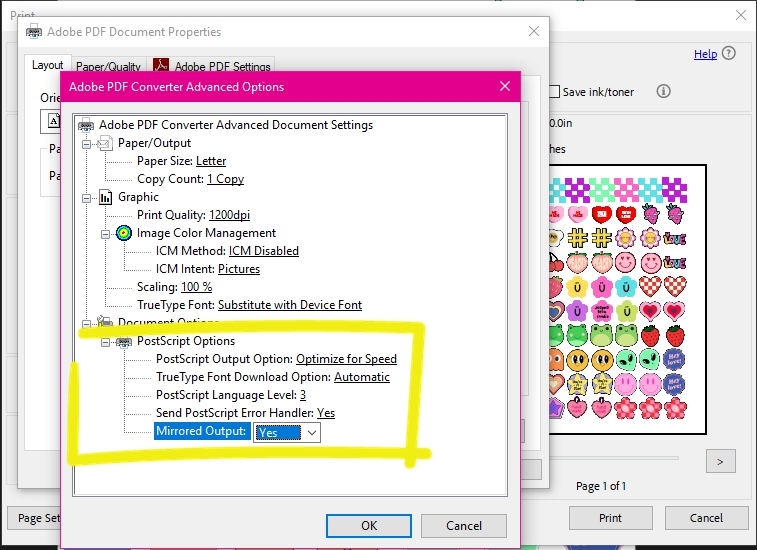 Print
Adobe PDF Document Properties
Layout
Paper/Quality
Adobe PDF Settings
Help
Adobe PDF Converter Advanced Options
Save ink/toner
Adobe PDF Converter Advanced Document Settings
Paper/Output
Paper Size: Letter
Copy Count: 1 Copy
Graphic
Print Quality: 1200dpi
Image Color Management
ICM Method: ICM Disabled
ICM Intent: Pictures
Scaling: 100 %
TrueType Font: Substitute with Device Font
Document Options
PostScript Options
PostScript Output Option: Optimize for Speed
TrueType Font Download Option: Automatic
PostScript Language Level: 3
Send PostScript Error Handler: Yes
Mirrored Output: Yes
OK
Cancel
Orie
A
Pa
Pa
0.0in
hes
>
Page 1 of 1
Page Set
Print
Cancel